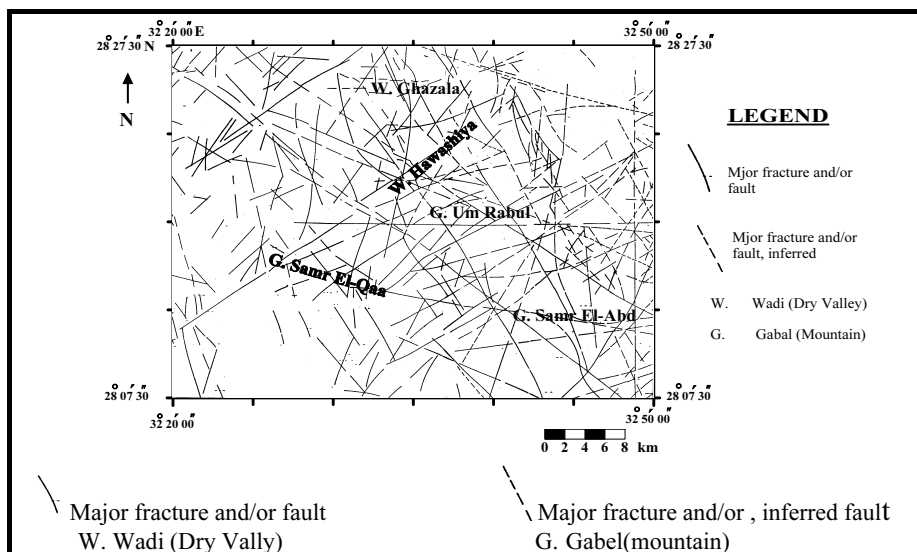 32° 20' 00" E
32° 50' 00"
28° 27' 30" N
28° 27' 30"
N
W. Ghazala
W. Hawashiya
G. Um Rabul
G. Samr El-Qaa
G. Samr El-Abd
28° 07' 30"
28° 07' 30"
32° 20' 00"
32° 50' 00"
0 2 4 6 8 km
LEGEND
Mjor fracture and/or
fault
Mjor fracture and/or
fault, inferred
W. Wadi (Dry Valley)
G. Gabal (Mountain)
Major fracture and/or fault
W. Wadi (Dry Vally)
Major fracture and/or , inferred fault
G. Gabel(mountain)